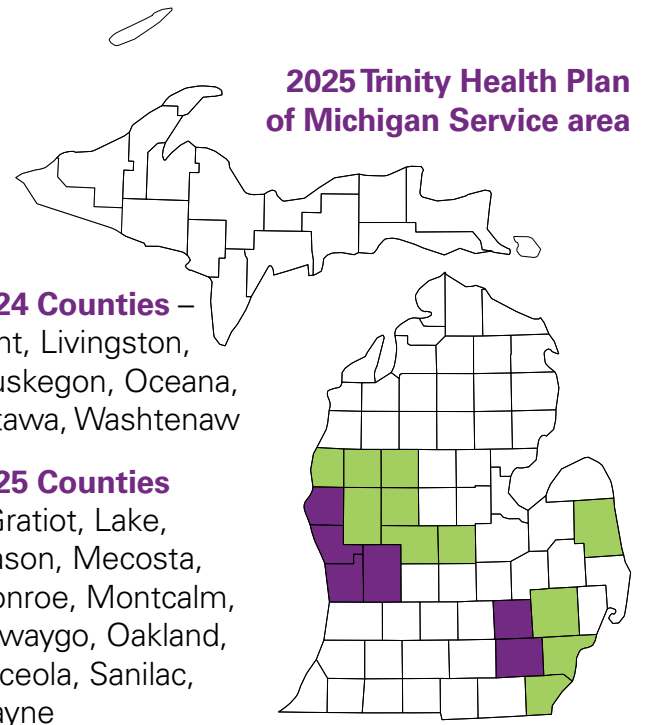 2025 Trinity Health Plan
of Michigan Service area
24 Counties –
nt, Livingston,
uskegon, Oceana,
tawa, Washtenaw
25 Counties
Gratiot, Lake,
ason, Mecosta,
onroe, Montcalm,
waygo, Oakland,
ceola, Sanilac,
ayne